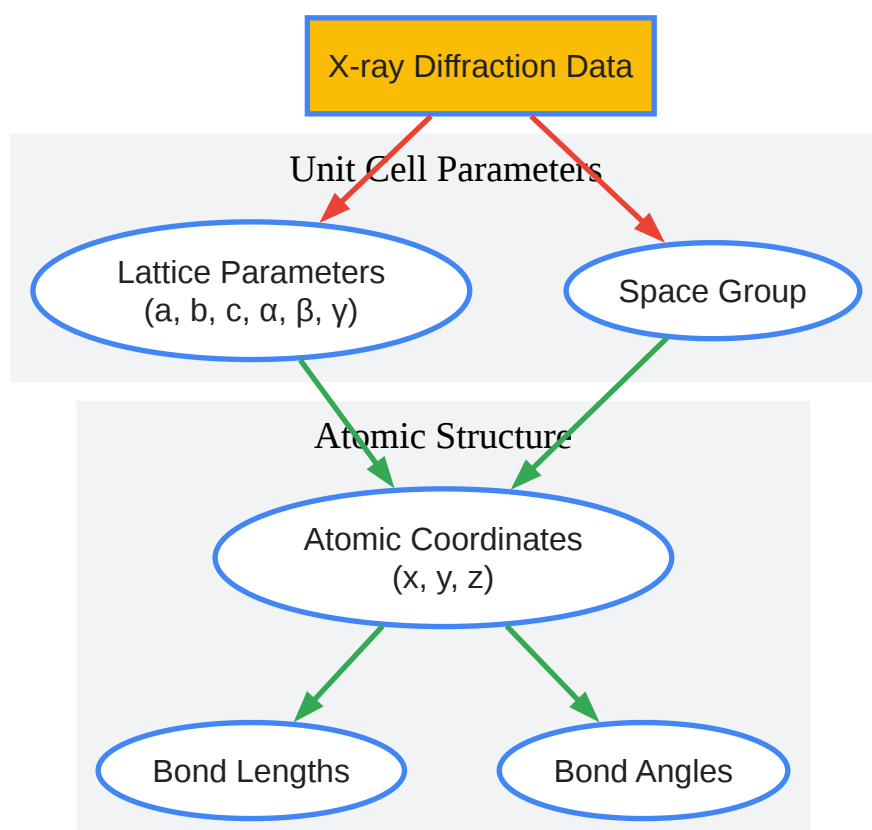 X-ray Diffraction Data
Unit Cell Parameters
Lattice Parameters
(a, b, c, α, β, γ)
Space Group
Atomic Structure
Atomic Coordinates
(x, y, z)
Bond Lengths
Bond Angles